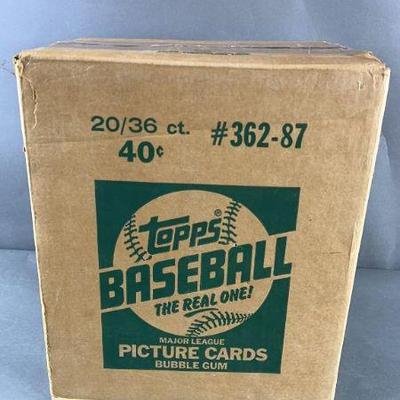 20/36 ct. #362-87
40¢
topps®
BASEBALL
THE REAL ONE!
MAJOR LEAGUE
PICTURE CARDS
BUBBLE GUM